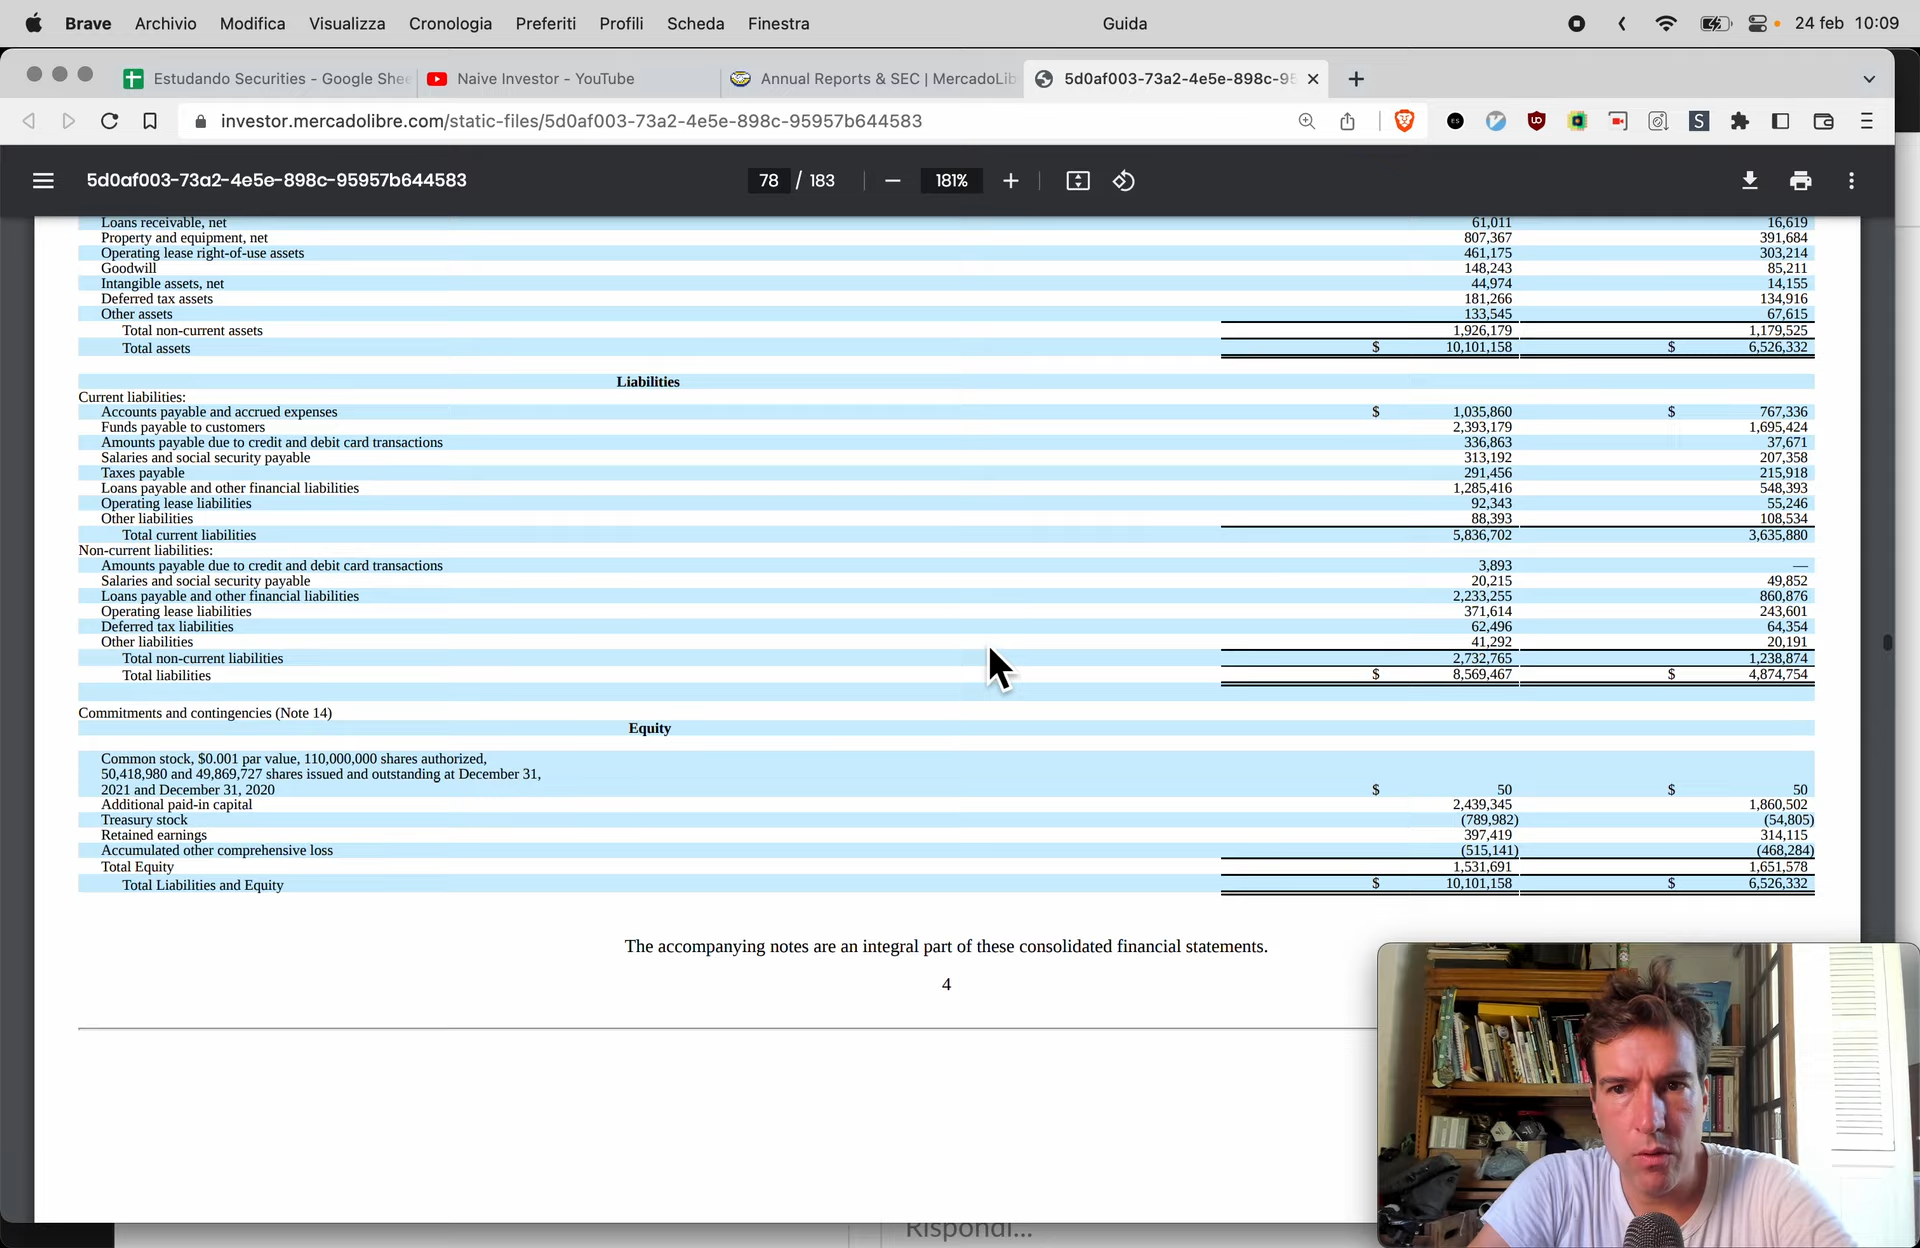 Brave Archivio Modifica Visualizza Cronologia Preferiti Profili Scheda Finestra Guida 24 feb 10:09
Estudando Securities - Google Shee Naive Investor - YouTube Annual Reports & SEC | MercadoLib 5d0af003-73a2-4e5e-898c-95
investor.mercadolibre.com/static-files/5d0af003-73a2-4e5e-898c-95957b644583
5d0af003-73a2-4e5e-898c-95957b644583 78 / 183 181%
Loans receivable, net 61,011 16,619
Property and equipment, net 807,367 391,684
Operating lease right-of-use assets 461,175 303,214
Goodwill 148,243 85,211
Intangible assets, net 44,974 14,155
Deferred tax assets 181,266 134,916
Other assets 133,545 67,615
Total non-current assets 1,926,179 1,179,525
Total assets $ 10,101,158 $ 6,526,332
Liabilities
Current liabilities:
Accounts payable and accrued expenses $ 1,035,860 $ 767,336
Funds payable to customers 2,393,179 1,695,424
Amounts payable due to credit and debit card transactions 336,863 37,671
Salaries and social security payable 313,192 207,358
Taxes payable 291,456 215,918
Loans payable and other financial liabilities 1,285,416 548,393
Operating lease liabilities 92,343 55,246
Other liabilities 88,393 108,534
Total current liabilities 5,836,702 3,635,880
Non-current liabilities:
Amounts payable due to credit and debit card transactions 3,893 —
Salaries and social security payable 20,215 49,852
Loans payable and other financial liabilities 2,233,255 860,876
Operating lease liabilities 371,614 243,601
Deferred tax liabilities 62,496 64,354
Other liabilities 41,292 20,191
Total non-current liabilities 2,732,765 1,238,874
Total liabilities $ 8,569,467 $ 4,874,754
Commitments and contingencies (Note 14)
Equity
Common stock, $0.001 par value, 110,000,000 shares authorized,
50,418,980 and 49,869,727 shares issued and outstanding at December 31,
2021 and December 31, 2020 $ 50 $ 50
Additional paid-in capital 2,439,345 1,860,502
Treasury stock (789,982) (54,805)
Retained earnings 397,419 314,115
Accumulated other comprehensive loss (515,141) (468,284)
Total Equity 1,531,691 1,651,578
Total Liabilities and Equity $ 10,101,158 $ 6,526,332
The accompanying notes are an integral part of these consolidated financial statements.
4
Rispondi...